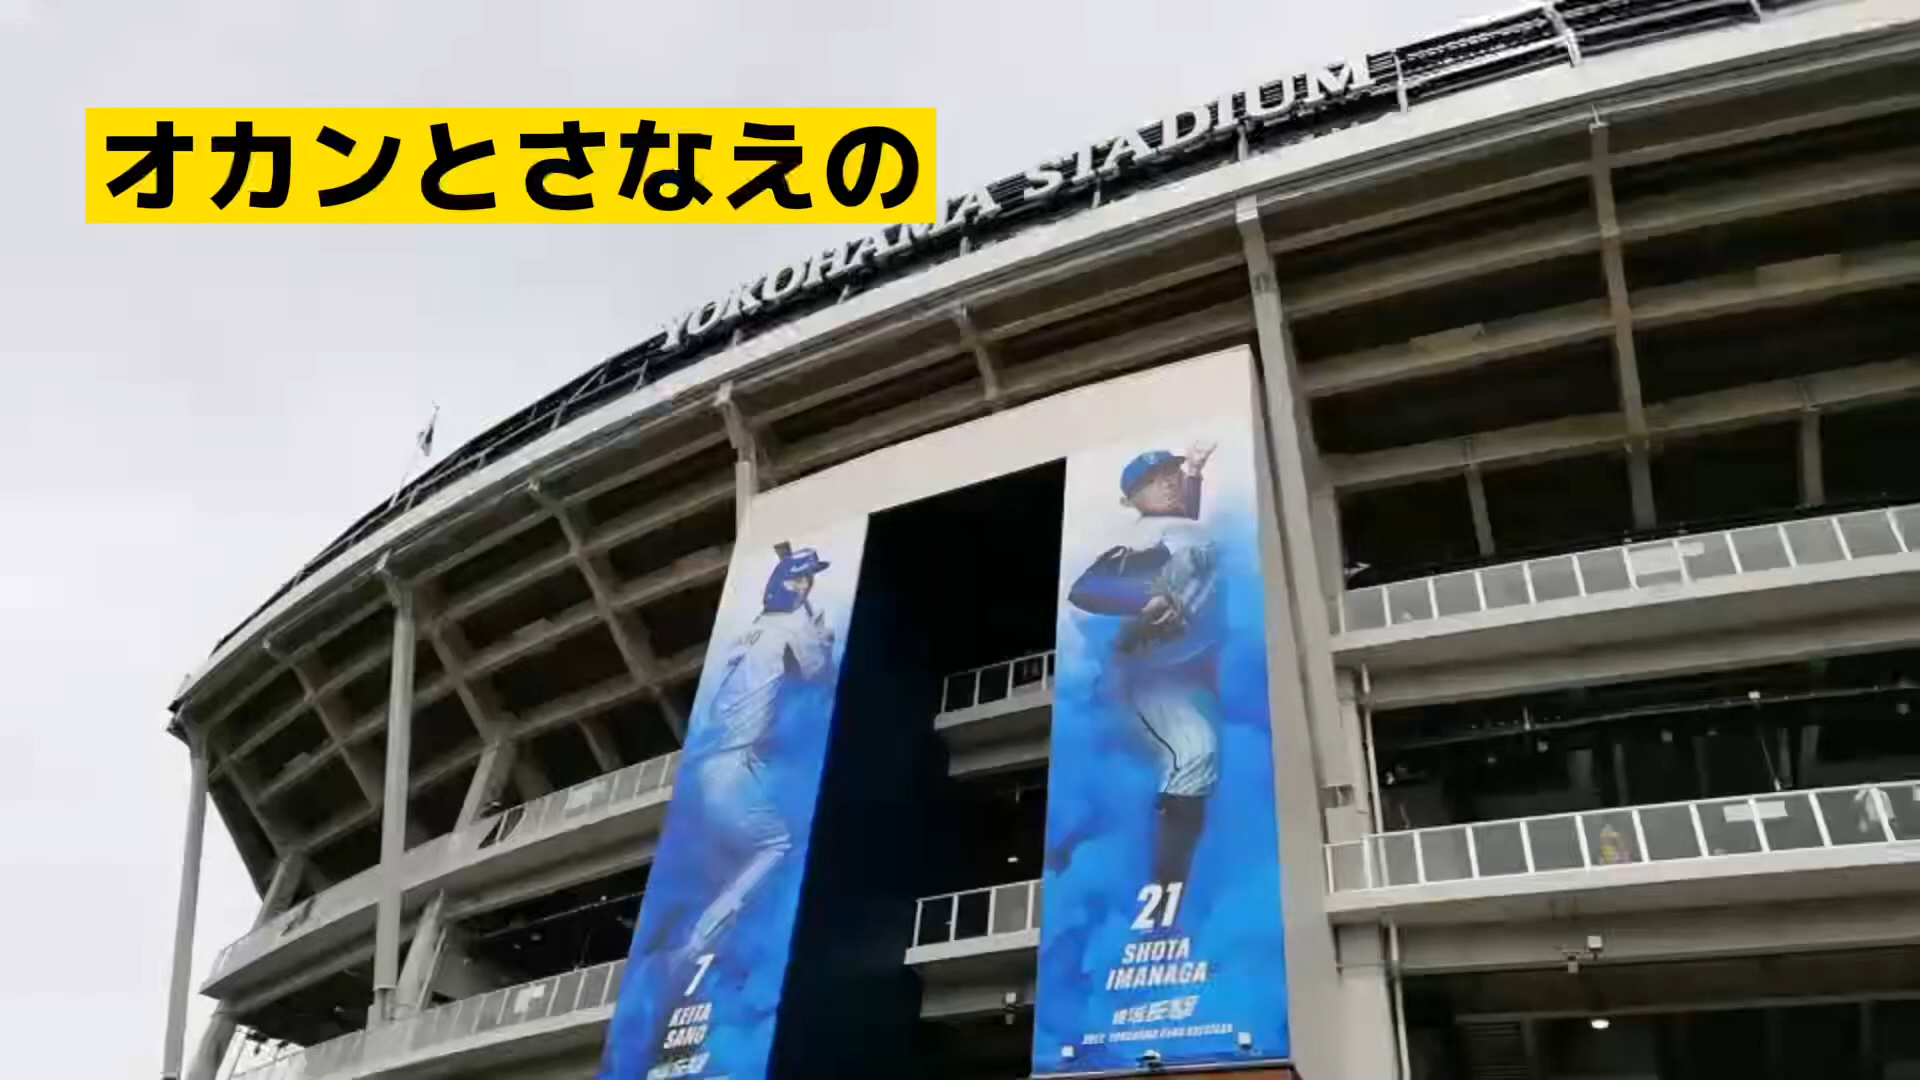 オカンとさなえの
YOKOHAMA STADIUM
21
SHOTA
IMANAGA
7
KEITA
SANO